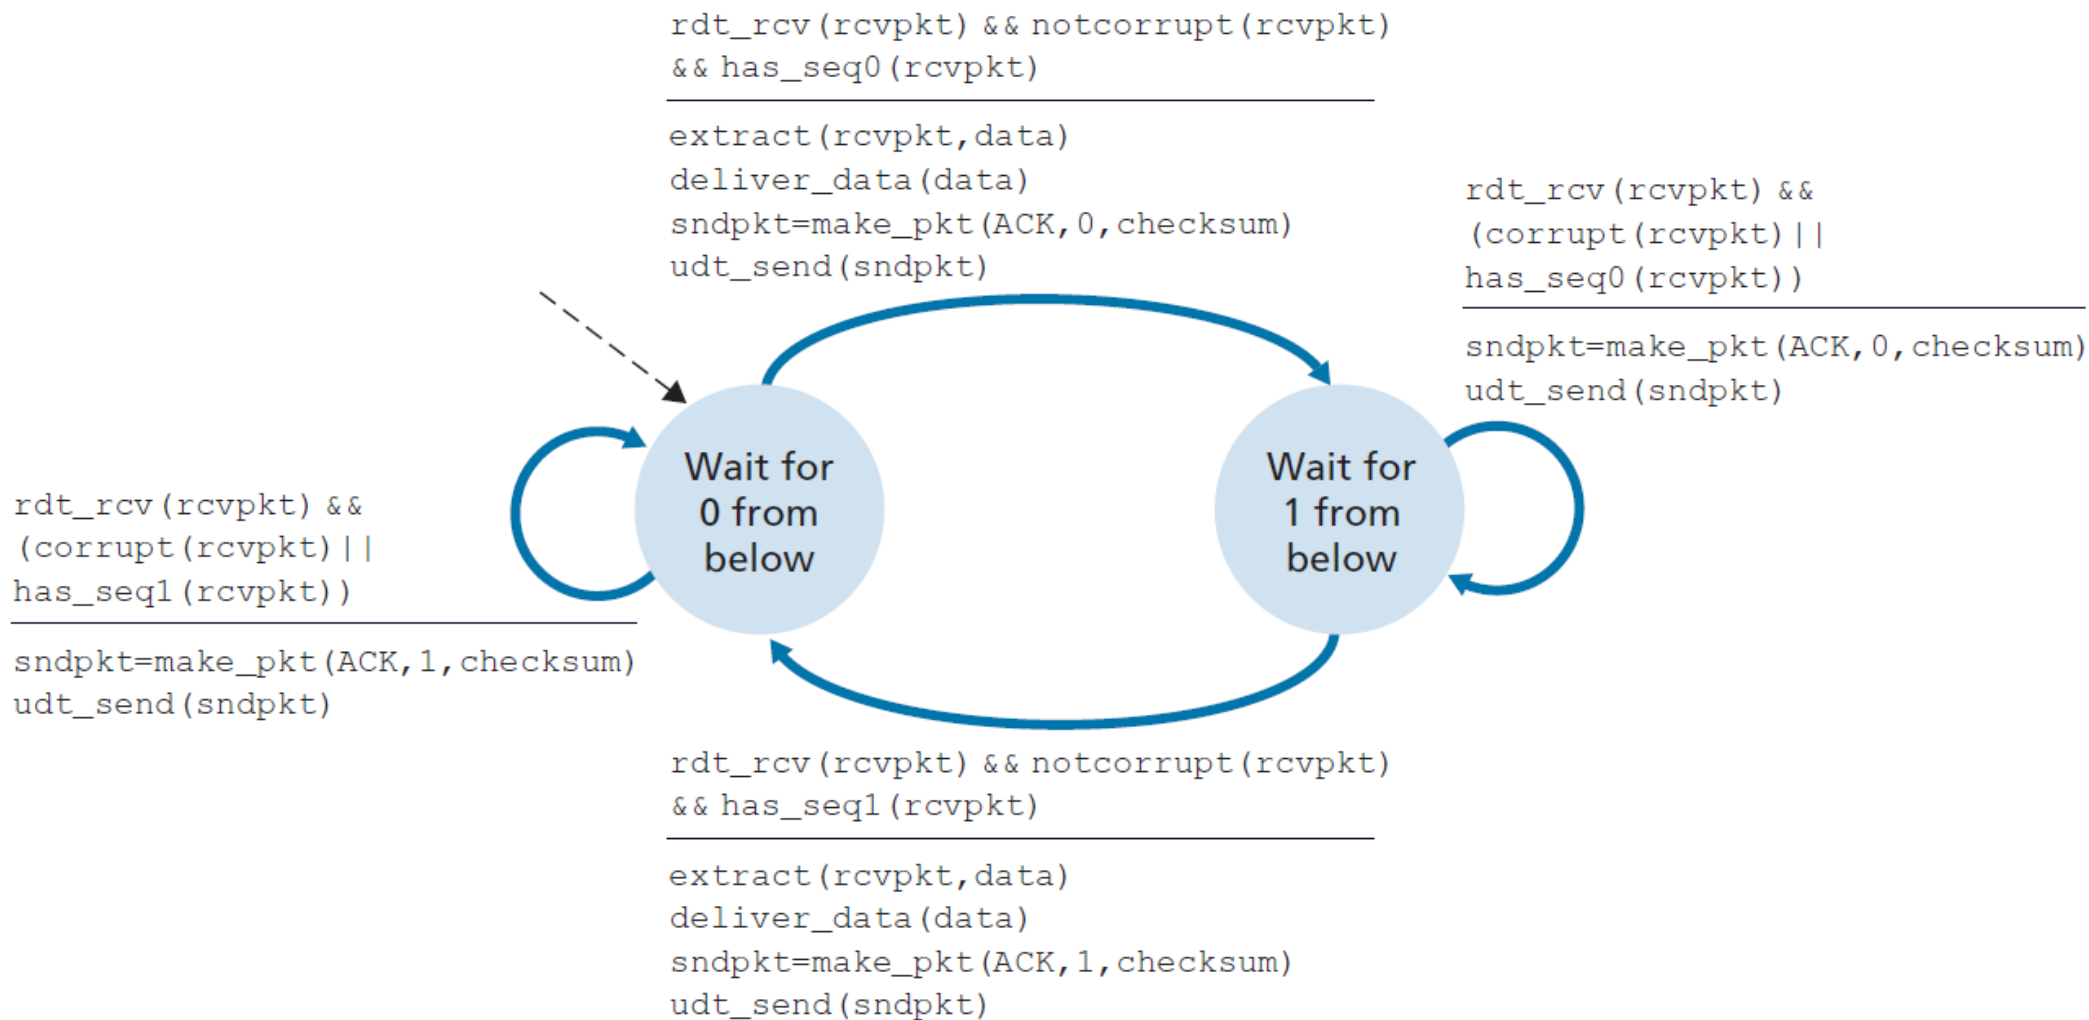 rdt_rcv(rcvpkt) && notcorrupt(rcvpkt)
&& has_seq0(rcvpkt)
extract(rcvpkt,data)
deliver_data(data)
sndpkt=make_pkt(ACK,0,checksum)
udt_send(sndpkt)
rdt_rcv(rcvpkt) &&
(corrupt(rcvpkt)||
has_seq0(rcvpkt))
sndpkt=make_pkt(ACK,0,checksum)
udt_send(sndpkt)
Wait for
0 from
below
Wait for
1 from
below
rdt_rcv(rcvpkt) &&
(corrupt(rcvpkt)||
has_seq1(rcvpkt))
sndpkt=make_pkt(ACK,1,checksum)
udt_send(sndpkt)
rdt_rcv(rcvpkt) && notcorrupt(rcvpkt)
&& has_seq1(rcvpkt)
extract(rcvpkt,data)
deliver_data(data)
sndpkt=make_pkt(ACK,1,checksum)
udt_send(sndpkt)